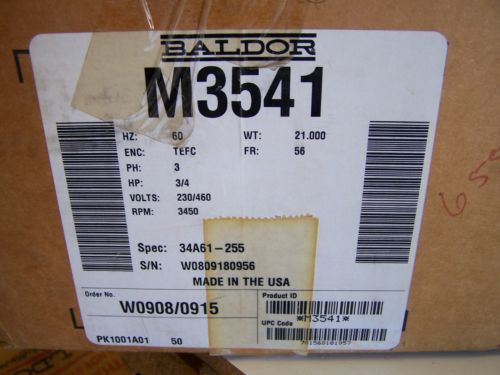 BALDOR
M3541
HZ: 60 WT: 21.000
ENC: TEFC FR: 56
PH: 3
HP: 3/4
VOLTS: 230/460
RPM: 3450
Spec: 34A61-255
S/N: W0809180956
MADE IN THE USA
Order No. Product ID
W0908/0915
*M3541*
UPC Code
PK1001A01 50